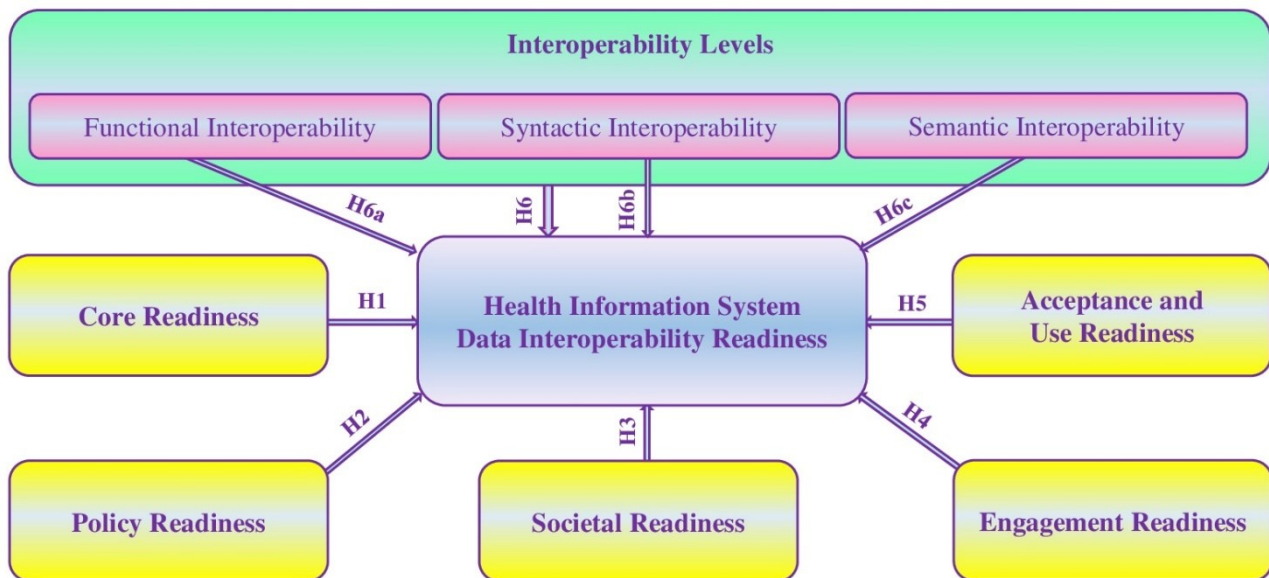 Interoperability Levels
Functional Interoperability
Syntactic Interoperability
Semantic Interoperability
H6a
H6
H6b
H6c
Core Readiness
H1
Health Information System
Data Interoperability Readiness
H5
Acceptance and
Use Readiness
H2
H3
H4
Policy Readiness
Societal Readiness
Engagement Readiness